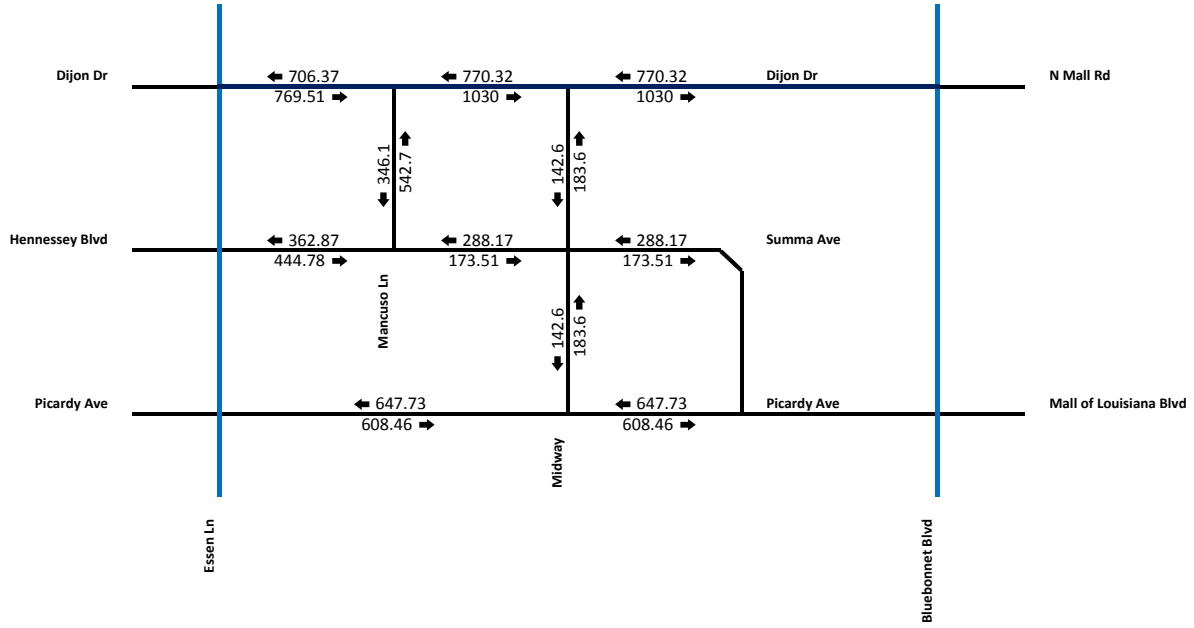 706.37 770.32 770.32
Dijon Dr Dijon Dr N Mall Rd
769.51 1030 1030
346.1
542.7
142.6
183.6
362.87 288.17 288.17
Hennessey Blvd Summa Ave
444.78 173.51 173.51
Mancuso Ln
142.6
183.6
647.73 647.73
Picardy Ave Picardy Ave Mall of Louisiana Blvd
608.46 608.46
Midway
Essen Ln
Bluebonnet Blvd